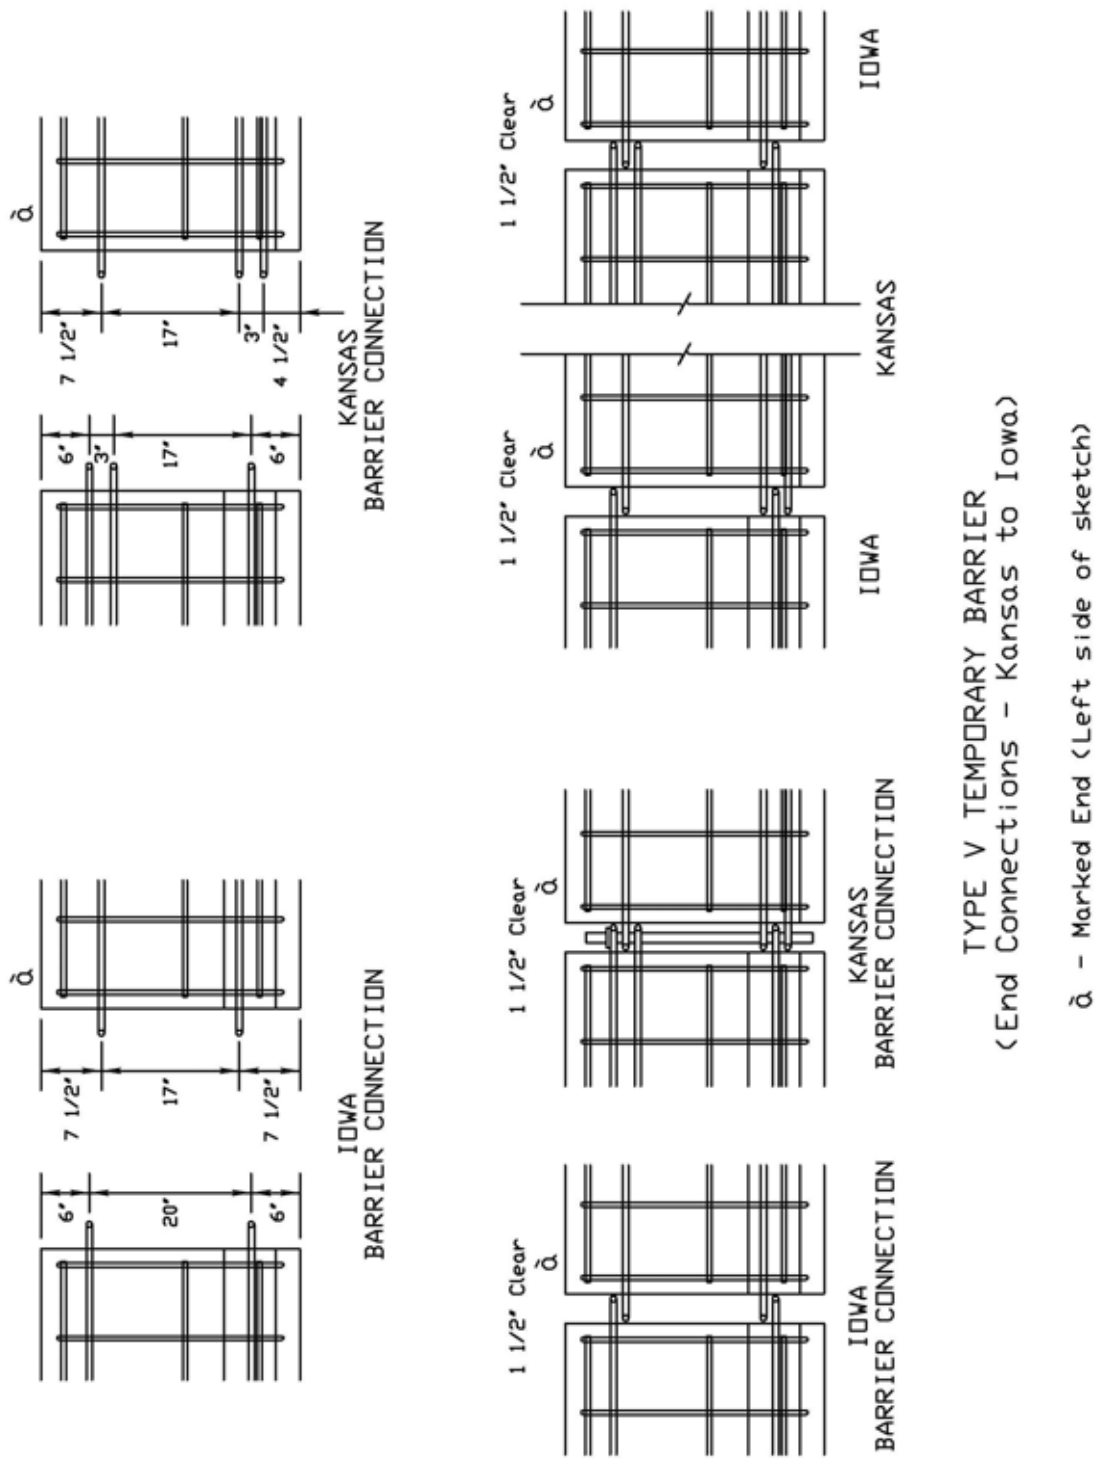 à
6"
20"
6"
7 1/2"
17"
7 1/2"
IOWA
BARRIER CONNECTION
à
6"
3"
17"
6"
7 1/2"
17"
3"
4 1/2"
KANSAS
BARRIER CONNECTION
1 1/2" Clear
à
IOWA
BARRIER CONNECTION
1 1/2" Clear
à
KANSAS
BARRIER CONNECTION
1 1/2" Clear
à
1 1/2" Clear
à
IOWA
KANSAS
IOWA
TYPE V TEMPORARY BARRIER
(End Connections - Kansas to Iowa)
à - Marked End (Left side of sketch)